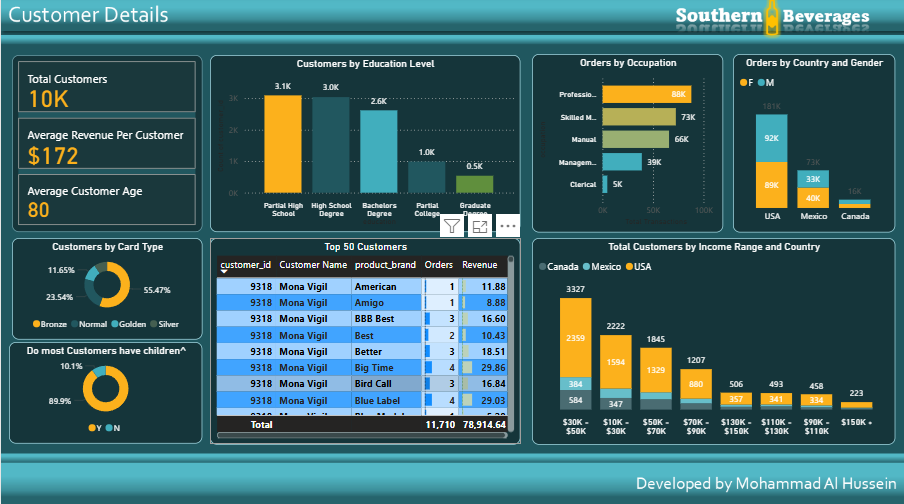 Customer Details
Southern Beverages
Total Customers
10K
Average Revenue Per Customer
$172
Average Customer Age
80
Customers by Education Level
3K
2K
1K
0K
3.1K
3.0K
2.6K
1.0K
0.5K
Partial High School
High School Degree
Bachelors Degree
Partial College
Graduate Degree
Orders by Occupation
Professio... 88K
Skilled M... 73K
Manual 66K
Managem... 39K
Clerical 5K
0K 50K 100K
Orders by Country and Gender
F M
181K
92K
89K
73K
33K
40K
16K
USA Mexico Canada
Customers by Card Type
11.65%
23.54%
55.47%
Bronze Normal Golden Silver
Do most Customers have children^
10.1%
89.9%
Y N
Top 50 Customers
customer_id Customer Name product_brand Orders Revenue
9318 Mona Vigil American 1 11.88
9318 Mona Vigil Amigo 1 8.88
9318 Mona Vigil BBB Best 3 16.60
9318 Mona Vigil Best 2 10.43
9318 Mona Vigil Better 3 18.51
9318 Mona Vigil Big Time 4 29.86
9318 Mona Vigil Bird Call 3 16.84
9318 Mona Vigil Blue Label 4 29.03
Total 11,710 78,914.64
Total Customers by Income Range and Country
Canada Mexico USA
3327
2359
384
584
2222
1594
347
1845
1329
1207
880
506
357
493
341
458
334
223
$30K - $50K
$10K - $30K
$50K - $70K
$70K - $90K
$130K - $150K
$110K - $130K
$90K - $110K
$150K +
Developed by Mohammad Al Hussein